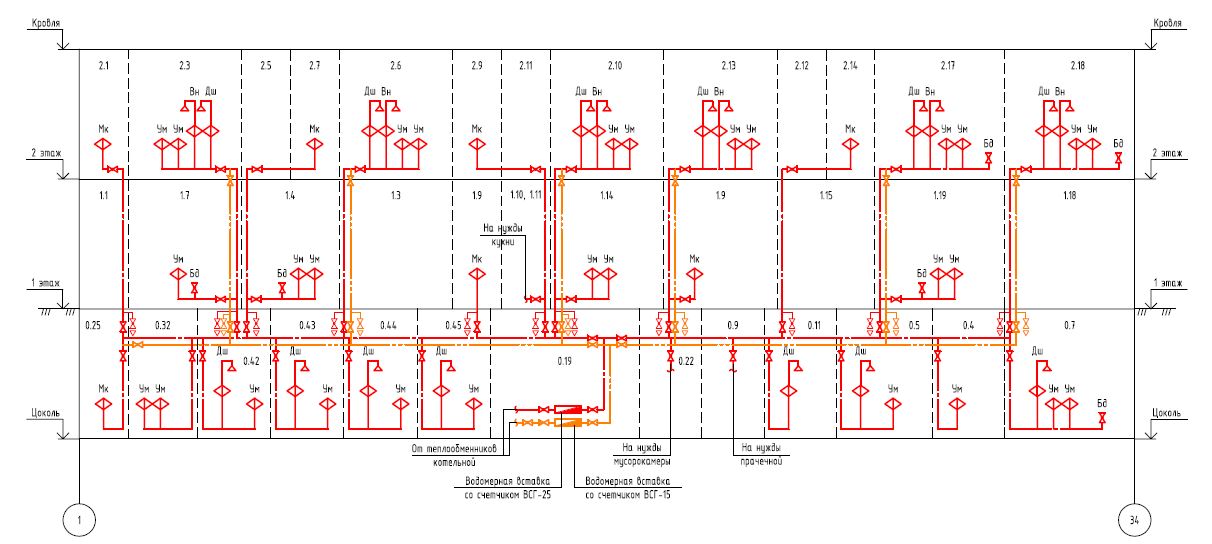 Кровля Кровля
2.1 2.3 2.5 2.7 2.6 2.9 2.11 2.10 2.13 2.12 2.14 2.17 2.18
Вн Дш Дш Вн Дш Вн Дш Вн Дш Вн Дш Вн
Мк Ум Ум Мк Ум Ум Мк Ум Ум Ум Ум Мк Ум Ум Бд Ум Ум Бд
2 этаж 2 этаж
1.1 1.7 1.4 1.3 1.9 1.10, 1.11 1.14 1.9 1.15 1.19 1.18
На нужды
кухни
Ум Бд Бд Ум Ум Мк Ум Ум Мк Бд Ум Ум
1 этаж 1 этаж
0.25 0.32 0.43 0.44 0.45 0.9 0.11 0.5 0.4 0.7
Дш 0.42 Дш Дш Дш 0.19 0.22 Дш Дш Дш
Мк Ум Ум Ум Ум Ум Ум Ум Ум Ум Ум Ум Бд
Цоколь Цоколь
От теплообменников
котельной
На нужды
мусорокамеры
На нужды
прачечной
Водомерная вставка
со счетчиком ВСГ-25
Водомерная вставка
со счетчиком ВСГ-15
1 34